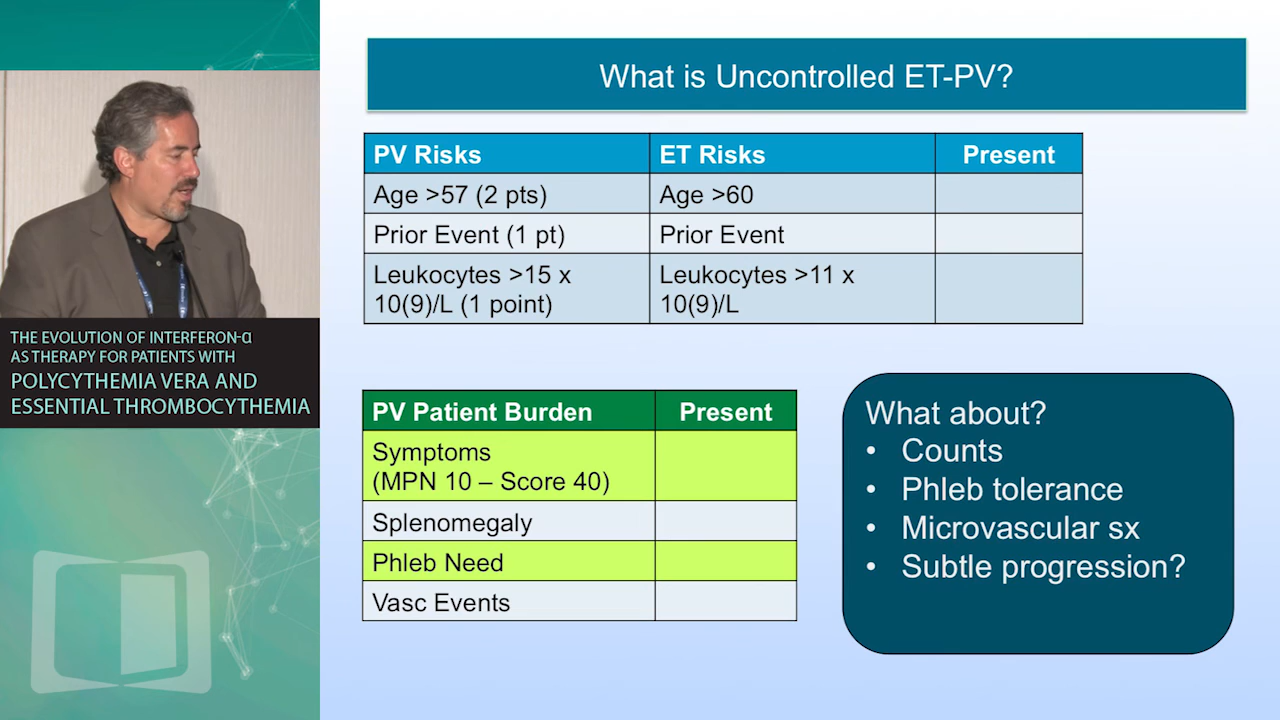 What is Uncontrolled ET-PV?
PV Risks ET Risks Present
Age >57 (2 pts) Age >60
Prior Event (1 pt) Prior Event
Leukocytes >15 x Leukocytes >11 x
10(9)/L (1 point) 10(9)/L
THE EVOLUTION OF INTERFERON-α
AS THERAPY FOR PATIENTS WITH
POLYCYTHEMIA VERA AND
ESSENTIAL THROMBOCYTHEMIA
PV Patient Burden Present
Symptoms
(MPN 10 – Score 40)
Splenomegaly
Phleb Need
Vasc Events
What about?
• Counts
• Phleb tolerance
• Microvascular sx
• Subtle progression?